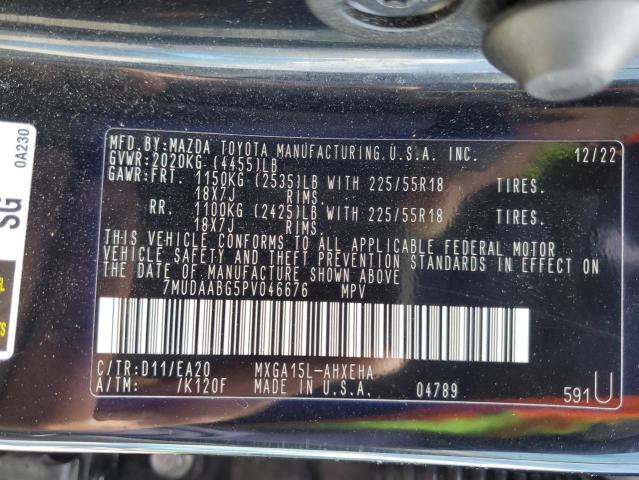 MFD.BY:MAZDA TOYOTA MANUFACTURING.U.S.A. INC. 12/22
GVWR:2020KG (4455)LB
GAWR:FRT. 1150KG (2535)LB WITH 225/55R18 TIRES.
18X7J RIMS.
RR. 1100KG (2425)LB WITH 225/55R18 TIRES.
18X7J RIMS.
THIS VEHICLE CONFORMS TO ALL APPLICABLE FEDERAL MOTOR
VEHICLE SAFETY AND THEFT PREVENTION STANDARDS IN EFFECT ON
THE DATE OF MANUFACTURE SHOWN ABOVE
7MUDAABG5PV046676 MPV
C/TR:D11/EA20 MXGA15L-AHXEHA
A/TM: /K120F MADE IN U.S.A. 04789 591U
SG
0A230